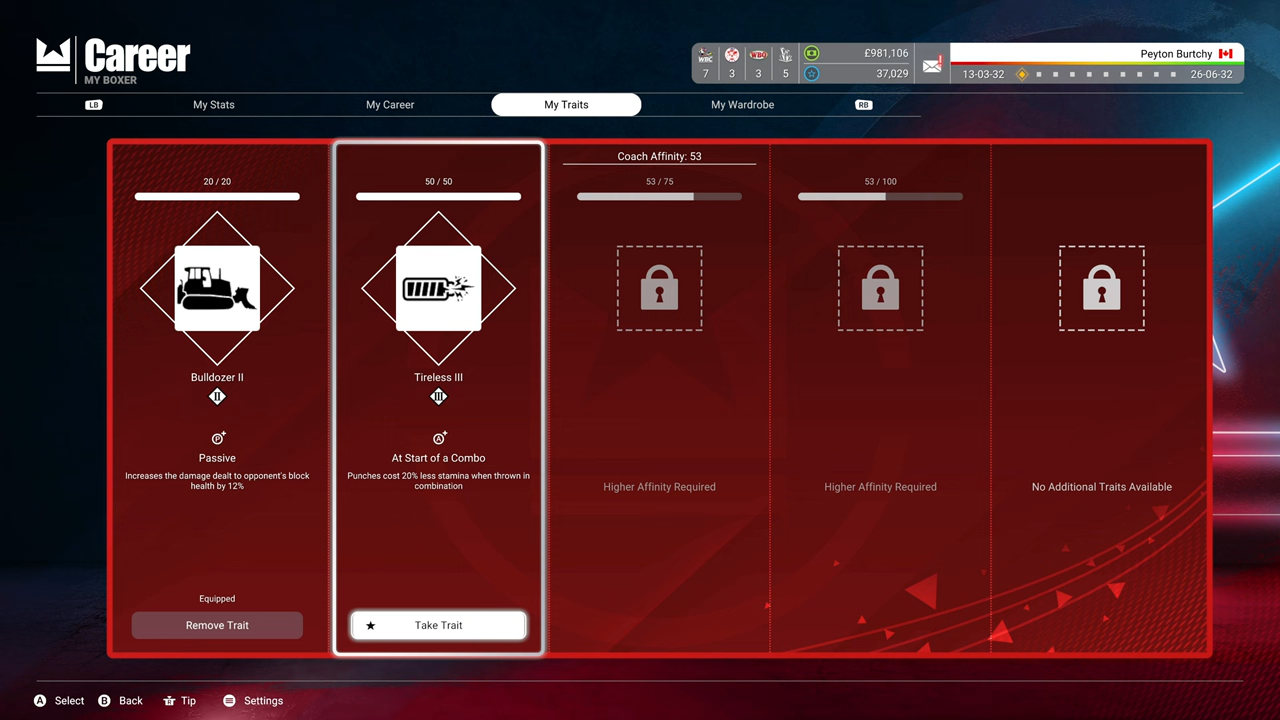 Career
MY BOXER
WBC
WBO
7
3
3
5
£981,106
37,029
Peyton Burtchy
13-03-32
26-06-32
LB
My Stats
My Career
My Traits
My Wardrobe
RB
Coach Affinity: 53
20 / 20
50 / 50
53 / 75
53 / 100
Bulldozer II
II
P+
Passive
Increases the damage dealt to opponent's block
health by 12%
Equipped
Remove Trait
Tireless III
III
A+
At Start of a Combo
Punches cost 20% less stamina when thrown in
combination
Take Trait
Higher Affinity Required
Higher Affinity Required
No Additional Traits Available
A Select
B Back
R Tip
Settings